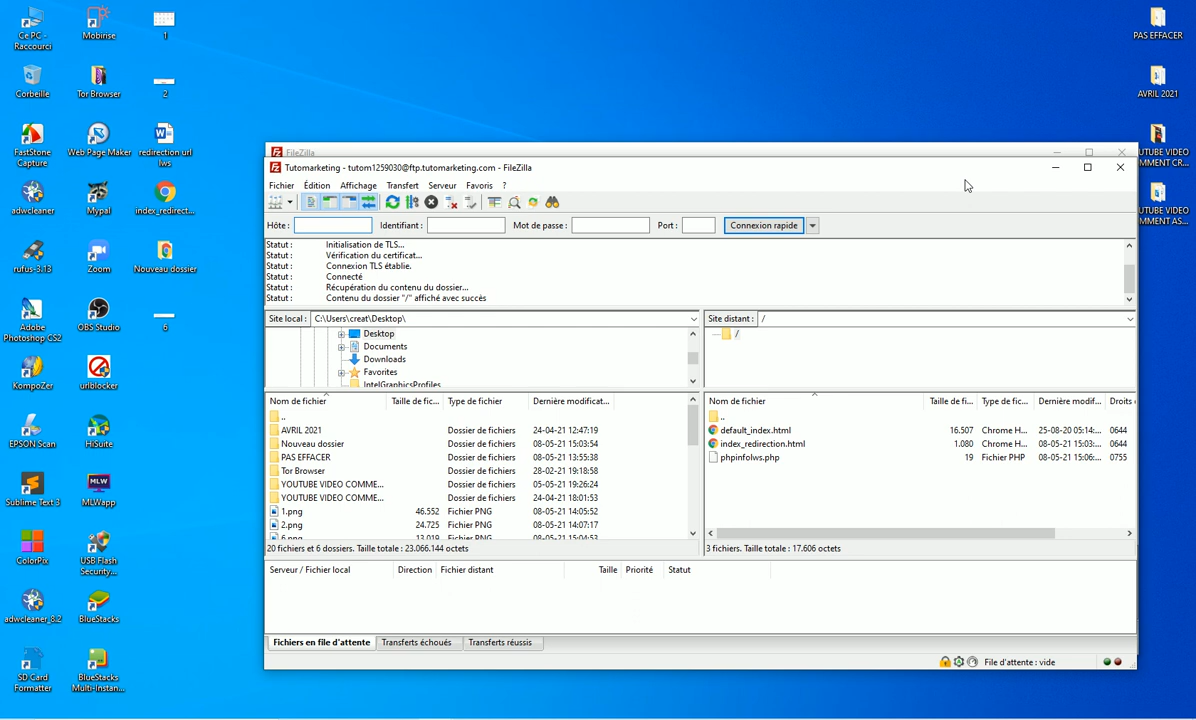 Ce PC -
Raccourci
Mobirise
1
Corbeille
Tor Browser
2
FastStone
Capture
Web Page Maker
redirection url
lws
adwcleaner
Mypal
index_redirect...
rufus-3.13
Zoom
Nouveau dossier
Adobe
Photoshop CS2
OBS Studio
6
KompoZer
urlblocker
EPSON Scan
HiSuite
Sublime Text 3
MLWapp
ColorPix
USB Flash
Security...
adwcleaner_8.2
BlueStacks
SD Card
Formatter
BlueStacks
Multi-Instan...
PAS EFFACER
AVRIL 2021
UTUBE VIDEO
MMENT CR...
UTUBE VIDEO
MMENT AS...
FileZilla
Tutomarketing - tutom1259030@ftp.tutomarketing.com - FileZilla
Fichier Édition Affichage Transfert Serveur Favoris ?
Hôte : Identifiant : Mot de passe : Port : Connexion rapide
Statut : Initialisation de TLS...
Statut : Vérification du certificat...
Statut : Connexion TLS établie.
Statut : Connecté
Statut : Récupération du contenu du dossier...
Statut : Contenu du dossier "/" affiché avec succès
Site local : C:\Users\creat\Desktop\
Desktop
Documents
Downloads
Favorites
IntelGraphicsProfiles
Site distant : /
/
Nom de fichier Taille de fic... Type de fichier Dernière modificat...
..
AVRIL 2021 Dossier de fichiers 24-04-21 12:47:19
Nouveau dossier Dossier de fichiers 08-05-21 15:03:54
PAS EFFACER Dossier de fichiers 08-05-21 13:55:38
Tor Browser Dossier de fichiers 28-02-21 19:18:58
YOUTUBE VIDEO COMME... Dossier de fichiers 05-05-21 19:26:24
YOUTUBE VIDEO COMME... Dossier de fichiers 24-04-21 18:01:53
1.png 46.552 Fichier PNG 08-05-21 14:05:52
2.png 24.725 Fichier PNG 08-05-21 14:07:17
6.png 13.019 Fichier PNG 08-05-21 15:04:53
20 fichiers et 6 dossiers. Taille totale : 23.066.144 octets
Nom de fichier Taille de fi... Type de fic... Dernière modif... Droits
..
default_index.html 16.507 Chrome H... 25-08-20 05:14:... 0644
index_redirection.html 1.080 Chrome H... 08-05-21 15:03:... 0644
phpinfolws.php 19 Fichier PHP 08-05-21 15:06:... 0755
3 fichiers. Taille totale : 17.606 octets
Serveur / Fichier local Direction Fichier distant Taille Priorité Statut
Fichiers en file d'attente Transferts échoués Transferts réussis
File d'attente : vide